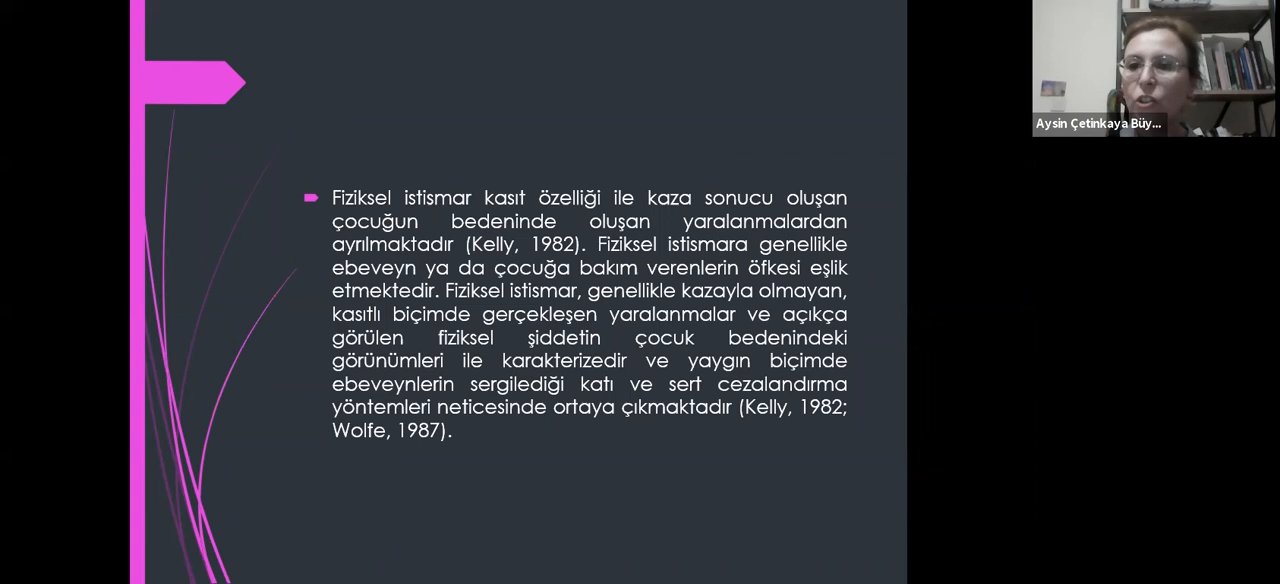 Fiziksel istismar kasıt özelliği ile kaza sonucu oluşan
çocuğun bedeninde oluşan yaralanmalardan
ayrılmaktadır (Kelly, 1982). Fiziksel istismara genellikle
ebeveyn ya da çocuğa bakım verenlerin öfkesi eşlik
etmektedir. Fiziksel istismar, genellikle kazayla olmayan,
kasıtlı biçimde gerçekleşen yaralanmalar ve açıkça
görülen fiziksel şiddetin çocuk bedenindeki
görünümleri ile karakterizedir ve yaygın biçimde
ebeveynlerin sergilediği katı ve sert cezalandırma
yöntemleri neticesinde ortaya çıkmaktadır (Kelly, 1982;
Wolfe, 1987).
Aysin Çetinkaya Büy...